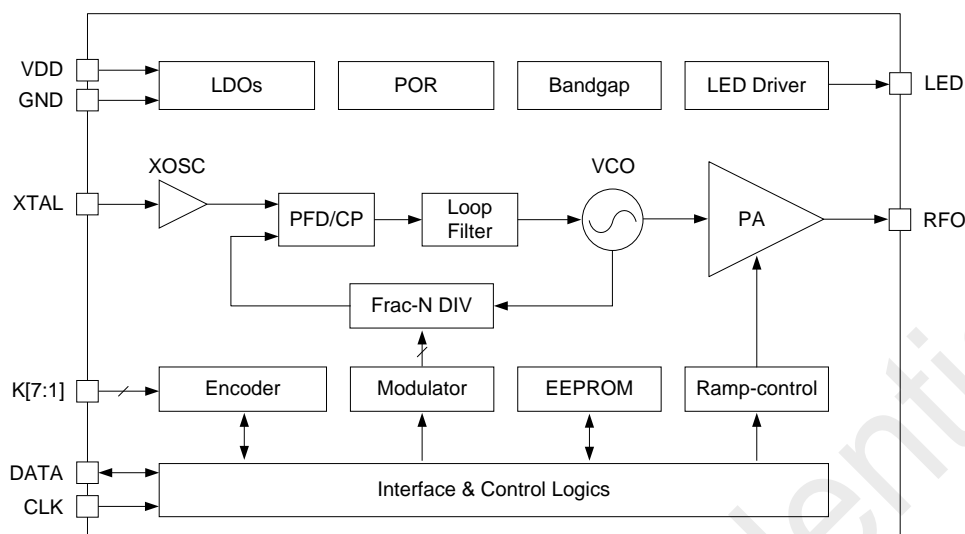 VDD
GND
LDOs
POR
Bandgap
LED Driver
LED
XOSC
VCO
XTAL
PFD/CP
Loop
Filter
PA
RFO
Frac-N DIV
K[7:1]
Encoder
Modulator
EEPROM
Ramp-control
DATA
CLK
Interface & Control Logics